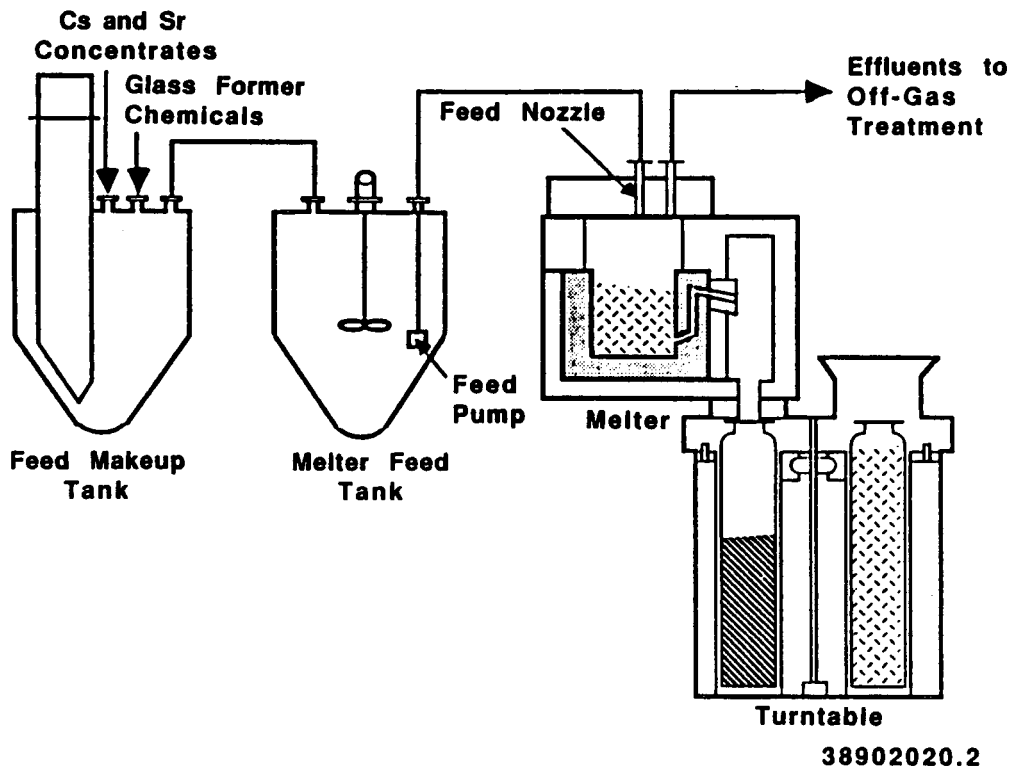 Cs and Sr
Concentrates
Glass Former
Chemicals
Feed Nozzle
Effluents to
Off-Gas
Treatment
Feed
Pump
Melter
Feed Makeup
Tank
Melter Feed
Tank
Turntable
38902020.2